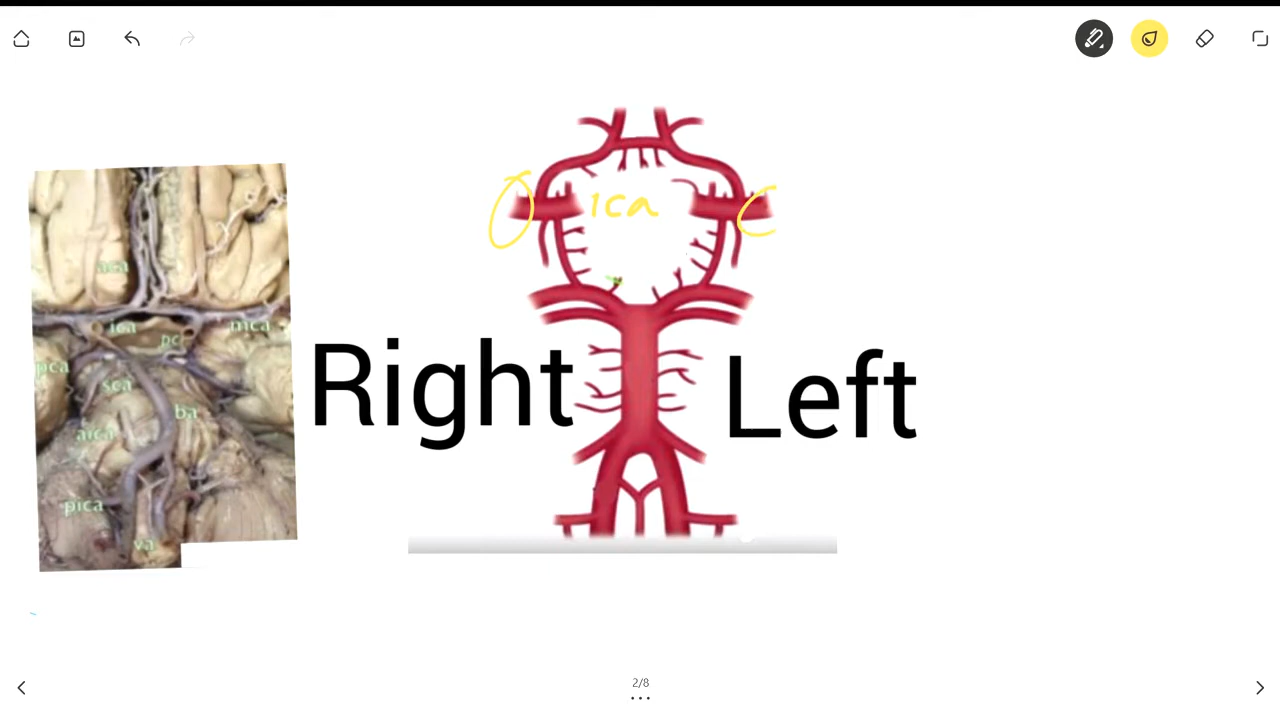 ica
aca
ica
mca
pc
pca
sca
ba
aica
pica
va
Right
Left
2/8